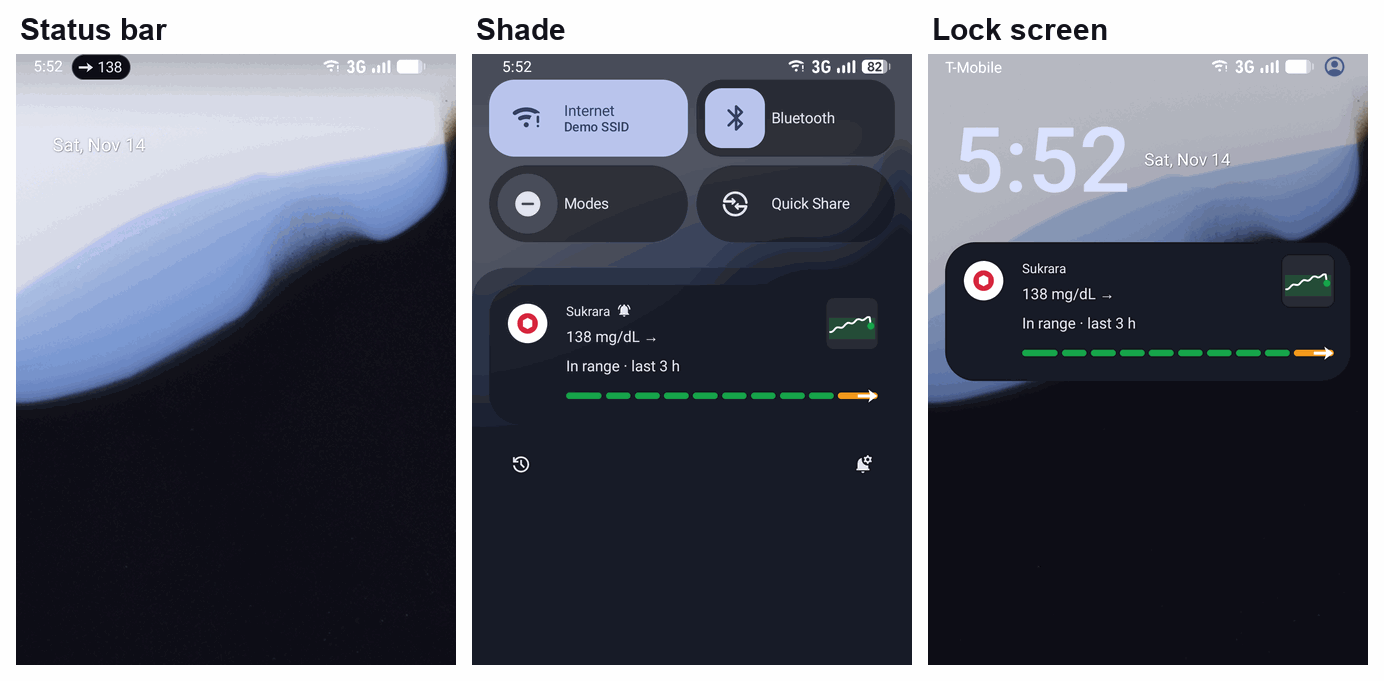 Status bar
5:52 → 138
3G
Sat, Nov 14
Shade
5:52
3G 82
Internet
Demo SSID
Bluetooth
Modes
Quick Share
Sukrara
138 mg/dL →
In range · last 3 h
Lock screen
T-Mobile
3G
5:52 Sat, Nov 14
Sukrara
138 mg/dL →
In range · last 3 h